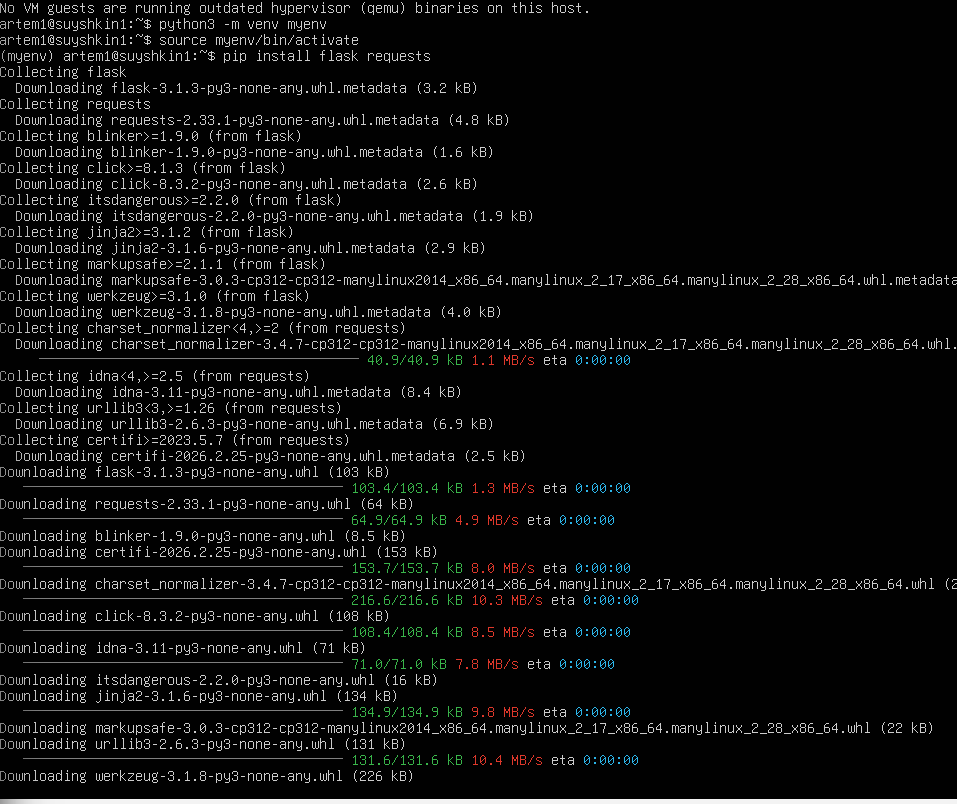 No VM guests are running outdated hypervisor (qemu) binaries on this host.
artem1@suyshkin1:~$ python3 -m venv myenv
artem1@suyshkin1:~$ source myenv/bin/activate
(myenv) artem1@suyshkin1:~$ pip install flask requests
Collecting flask
  Downloading flask-3.1.3-py3-none-any.whl.metadata (3.2 kB)
Collecting requests
  Downloading requests-2.33.1-py3-none-any.whl.metadata (4.8 kB)
Collecting blinker>=1.9.0 (from flask)
  Downloading blinker-1.9.0-py3-none-any.whl.metadata (1.6 kB)
Collecting click>=8.1.3 (from flask)
  Downloading click-8.3.2-py3-none-any.whl.metadata (2.6 kB)
Collecting itsdangerous>=2.2.0 (from flask)
  Downloading itsdangerous-2.2.0-py3-none-any.whl.metadata (1.9 kB)
Collecting jinja2>=3.1.2 (from flask)
  Downloading jinja2-3.1.6-py3-none-any.whl.metadata (2.9 kB)
Collecting markupsafe>=2.1.1 (from flask)
  Downloading markupsafe-3.0.3-cp312-cp312-manylinux2014_x86_64.manylinux_2_17_x86_64.manylinux_2_28_x86_64.whl.metadata
Collecting werkzeug>=3.1.0 (from flask)
  Downloading werkzeug-3.1.8-py3-none-any.whl.metadata (4.0 kB)
Collecting charset_normalizer<4,>=2 (from requests)
  Downloading charset_normalizer-3.4.7-cp312-cp312-manylinux2014_x86_64.manylinux_2_17_x86_64.manylinux_2_28_x86_64.whl.
40.9/40.9 kB 1.1 MB/s eta 0:00:00
Collecting idna<4,>=2.5 (from requests)
  Downloading idna-3.11-py3-none-any.whl.metadata (8.4 kB)
Collecting urllib3<3,>=1.26 (from requests)
  Downloading urllib3-2.6.3-py3-none-any.whl.metadata (6.9 kB)
Collecting certifi>=2023.5.7 (from requests)
  Downloading certifi-2026.2.25-py3-none-any.whl.metadata (2.5 kB)
Downloading flask-3.1.3-py3-none-any.whl (103 kB)
103.4/103.4 kB 1.3 MB/s eta 0:00:00
Downloading requests-2.33.1-py3-none-any.whl (64 kB)
64.9/64.9 kB 4.9 MB/s eta 0:00:00
Downloading blinker-1.9.0-py3-none-any.whl (8.5 kB)
Downloading certifi-2026.2.25-py3-none-any.whl (153 kB)
153.7/153.7 kB 8.0 MB/s eta 0:00:00
Downloading charset_normalizer-3.4.7-cp312-cp312-manylinux2014_x86_64.manylinux_2_17_x86_64.manylinux_2_28_x86_64.whl (2
216.6/216.6 kB 10.3 MB/s eta 0:00:00
Downloading click-8.3.2-py3-none-any.whl (108 kB)
108.4/108.4 kB 8.5 MB/s eta 0:00:00
Downloading idna-3.11-py3-none-any.whl (71 kB)
71.0/71.0 kB 7.8 MB/s eta 0:00:00
Downloading itsdangerous-2.2.0-py3-none-any.whl (16 kB)
Downloading jinja2-3.1.6-py3-none-any.whl (134 kB)
134.9/134.9 kB 9.8 MB/s eta 0:00:00
Downloading markupsafe-3.0.3-cp312-cp312-manylinux2014_x86_64.manylinux_2_17_x86_64.manylinux_2_28_x86_64.whl (22 kB)
Downloading urllib3-2.6.3-py3-none-any.whl (131 kB)
131.6/131.6 kB 10.4 MB/s eta 0:00:00
Downloading werkzeug-3.1.8-py3-none-any.whl (226 kB)